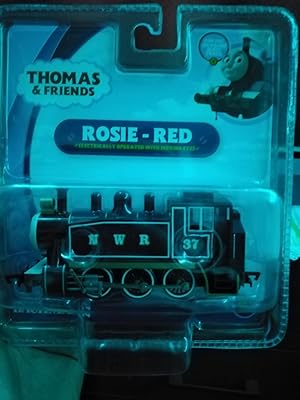 THOMAS
& FRIENDS
ROSIE - RED
ELECTRICALLY OPERATED WITH MOVING EYES
N W R
37